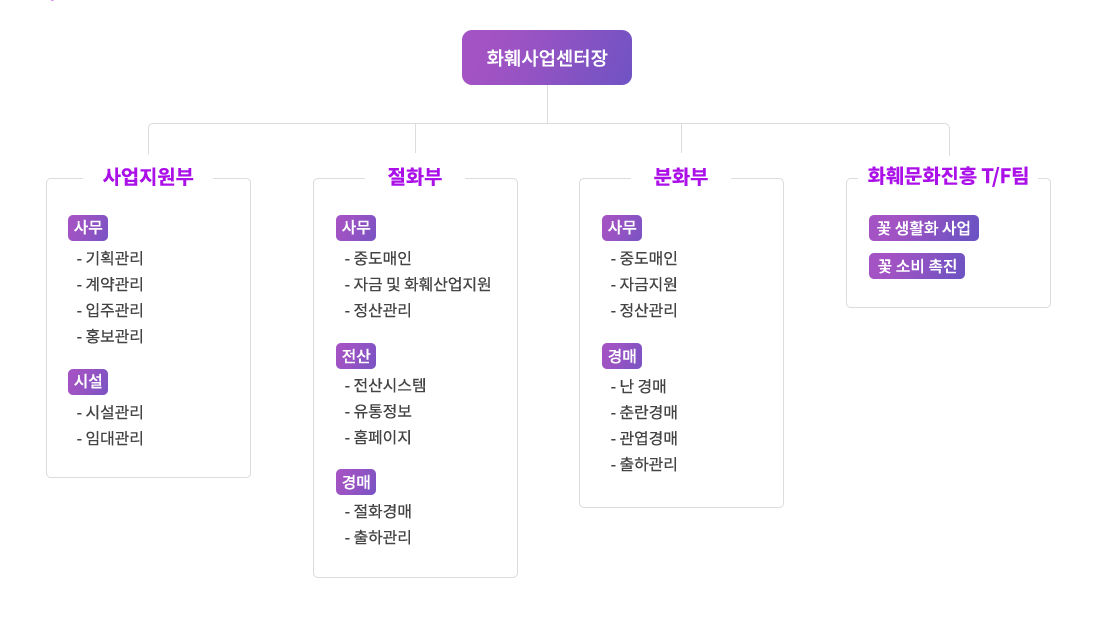 화훼사업센터장
사업지원부
사무
- 기획관리
- 계약관리
- 입주관리
- 홍보관리
시설
- 시설관리
- 임대관리
절화부
사무
- 중도매인
- 자금 및 화훼산업지원
- 정산관리
전산
- 전산시스템
- 유통정보
- 홈페이지
경매
- 절화경매
- 출하관리
분화부
사무
- 중도매인
- 자금지원
- 정산관리
경매
- 난 경매
- 춘란경매
- 관엽경매
- 출하관리
화훼문화진흥 T/F팀
꽃 생활화 사업
꽃 소비 촉진